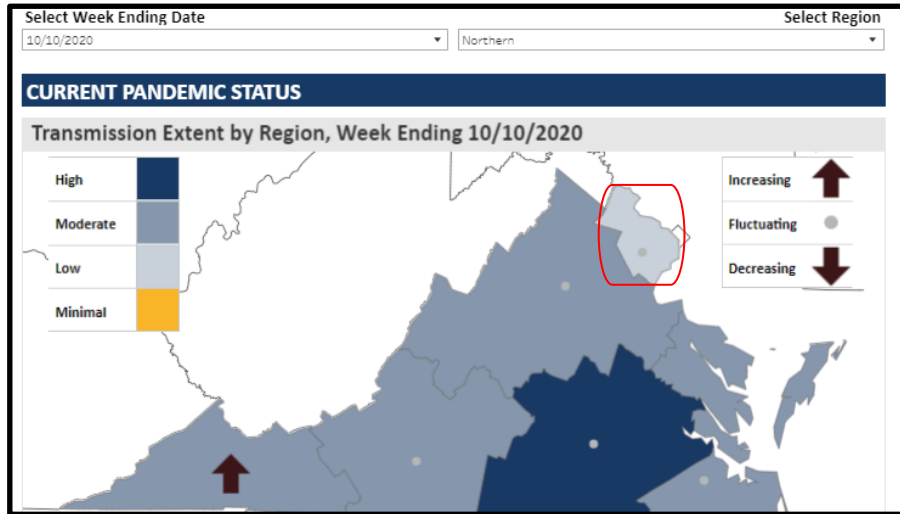 Select Week Ending Date
Select Region
10/10/2020
Northern
CURRENT PANDEMIC STATUS
Transmission Extent by Region, Week Ending 10/10/2020
High
Moderate
Low
Minimal
Increasing
Fluctuating
Decreasing